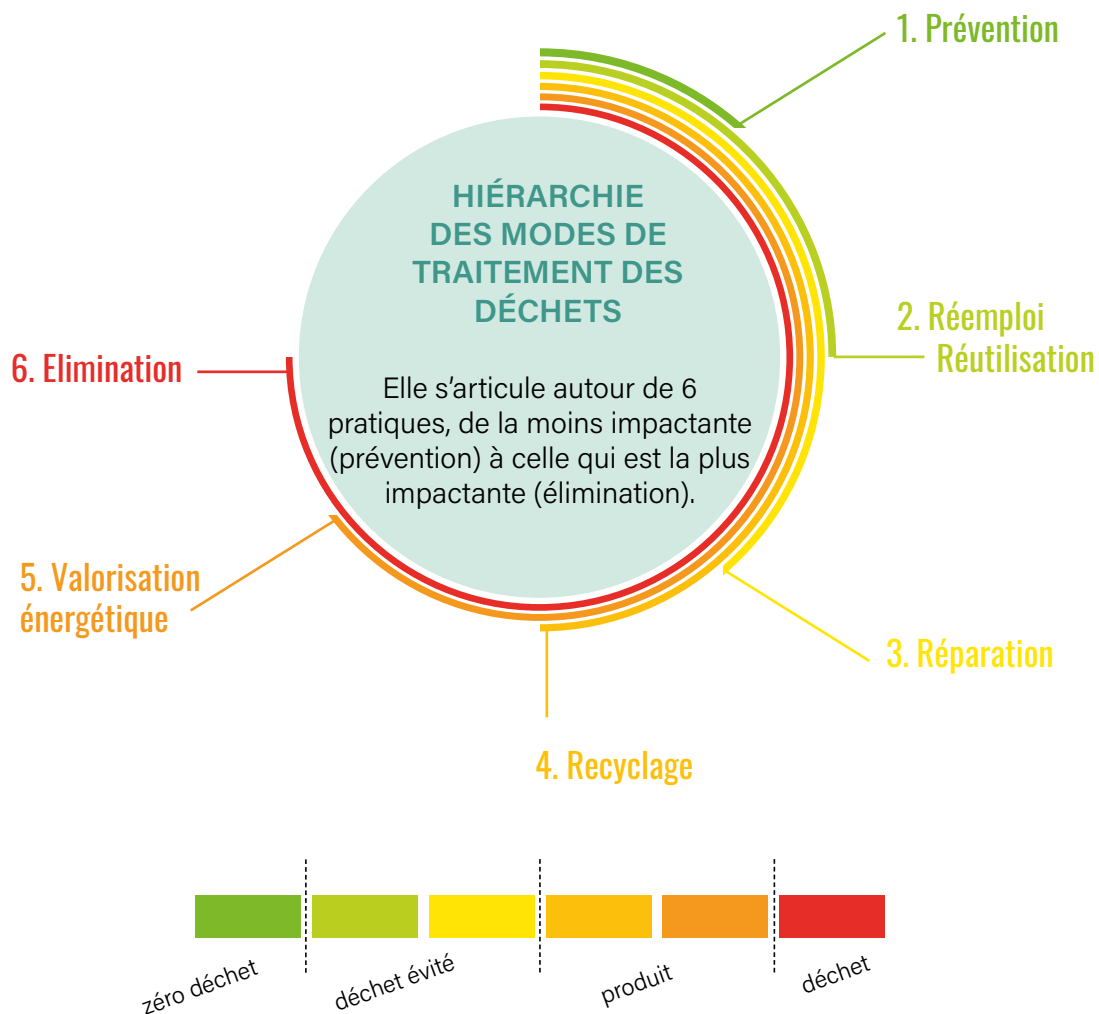 1. Prévention
HIÉRARCHIE
DES MODES DE
TRAITEMENT DES
DÉCHETS
Elle s’articule autour de 6
pratiques, de la moins impactante
(prévention) à celle qui est la plus
impactante (élimination).
2. Réemploi
Réutilisation
3. Réparation
4. Recyclage
5. Valorisation
énergétique
6. Elimination
zéro déchet
déchet évité
produit
déchet